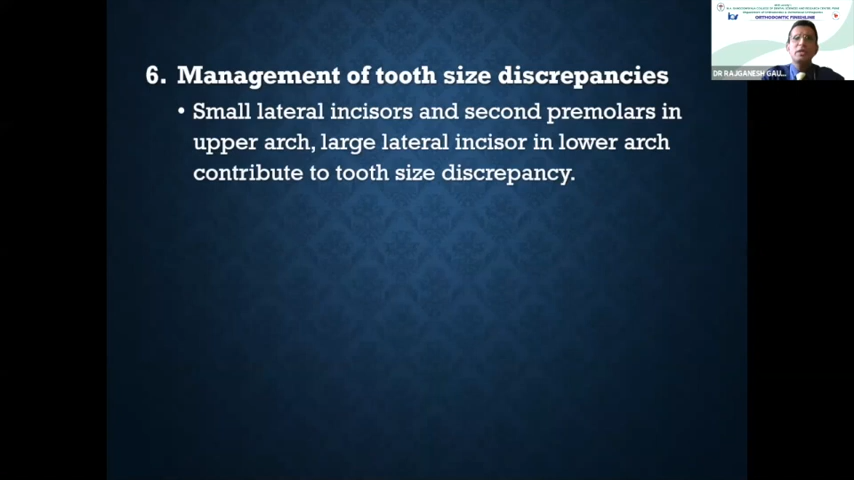 6. Management of tooth size discrepancies
• Small lateral incisors and second premolars in
upper arch, large lateral incisor in lower arch
contribute to tooth size discrepancy.
ORTHODONTIC FINISHLINE
DR RAJGANESH GAU...